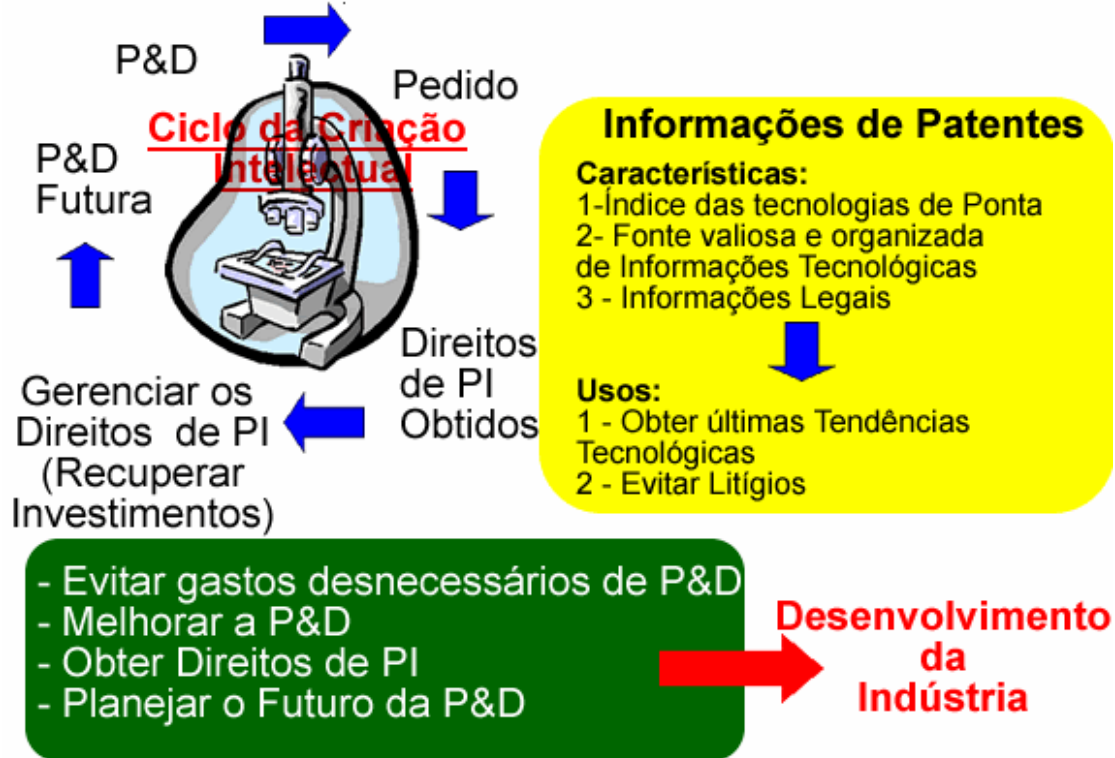 P&D
Pedido
Ciclo da Criação
Intelectual
P&D
Futura
Direitos
de PI
Obtidos
Gerenciar os
Direitos de PI
(Recuperar
Investimentos)
Informações de Patentes
Características:
1-Índice das tecnologias de Ponta
2- Fonte valiosa e organizada
de Informações Tecnológicas
3 - Informações Legais
Usos:
1 - Obter últimas Tendências
Tecnológicas
2 - Evitar Litígios
- Evitar gastos desnecessários de P&D
- Melhorar a P&D
- Obter Direitos de PI
- Planejar o Futuro da P&D
Desenvolvimento
da
Indústria